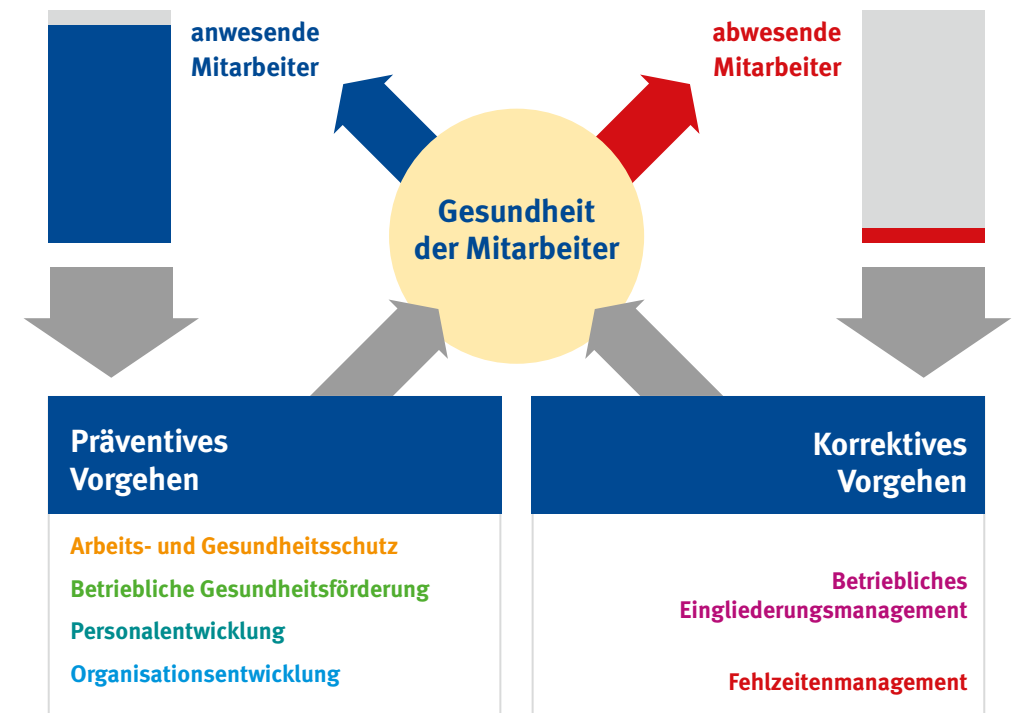 anwesende
Mitarbeiter
abwesende
Mitarbeiter
Gesundheit
der Mitarbeiter
Präventives
Vorgehen
Arbeits- und Gesundheitsschutz
Betriebliche Gesundheitsförderung
Personalentwicklung
Organisationsentwicklung
Korrektives
Vorgehen
Betriebliches
Eingliederungsmanagement
Fehlzeitenmanagement